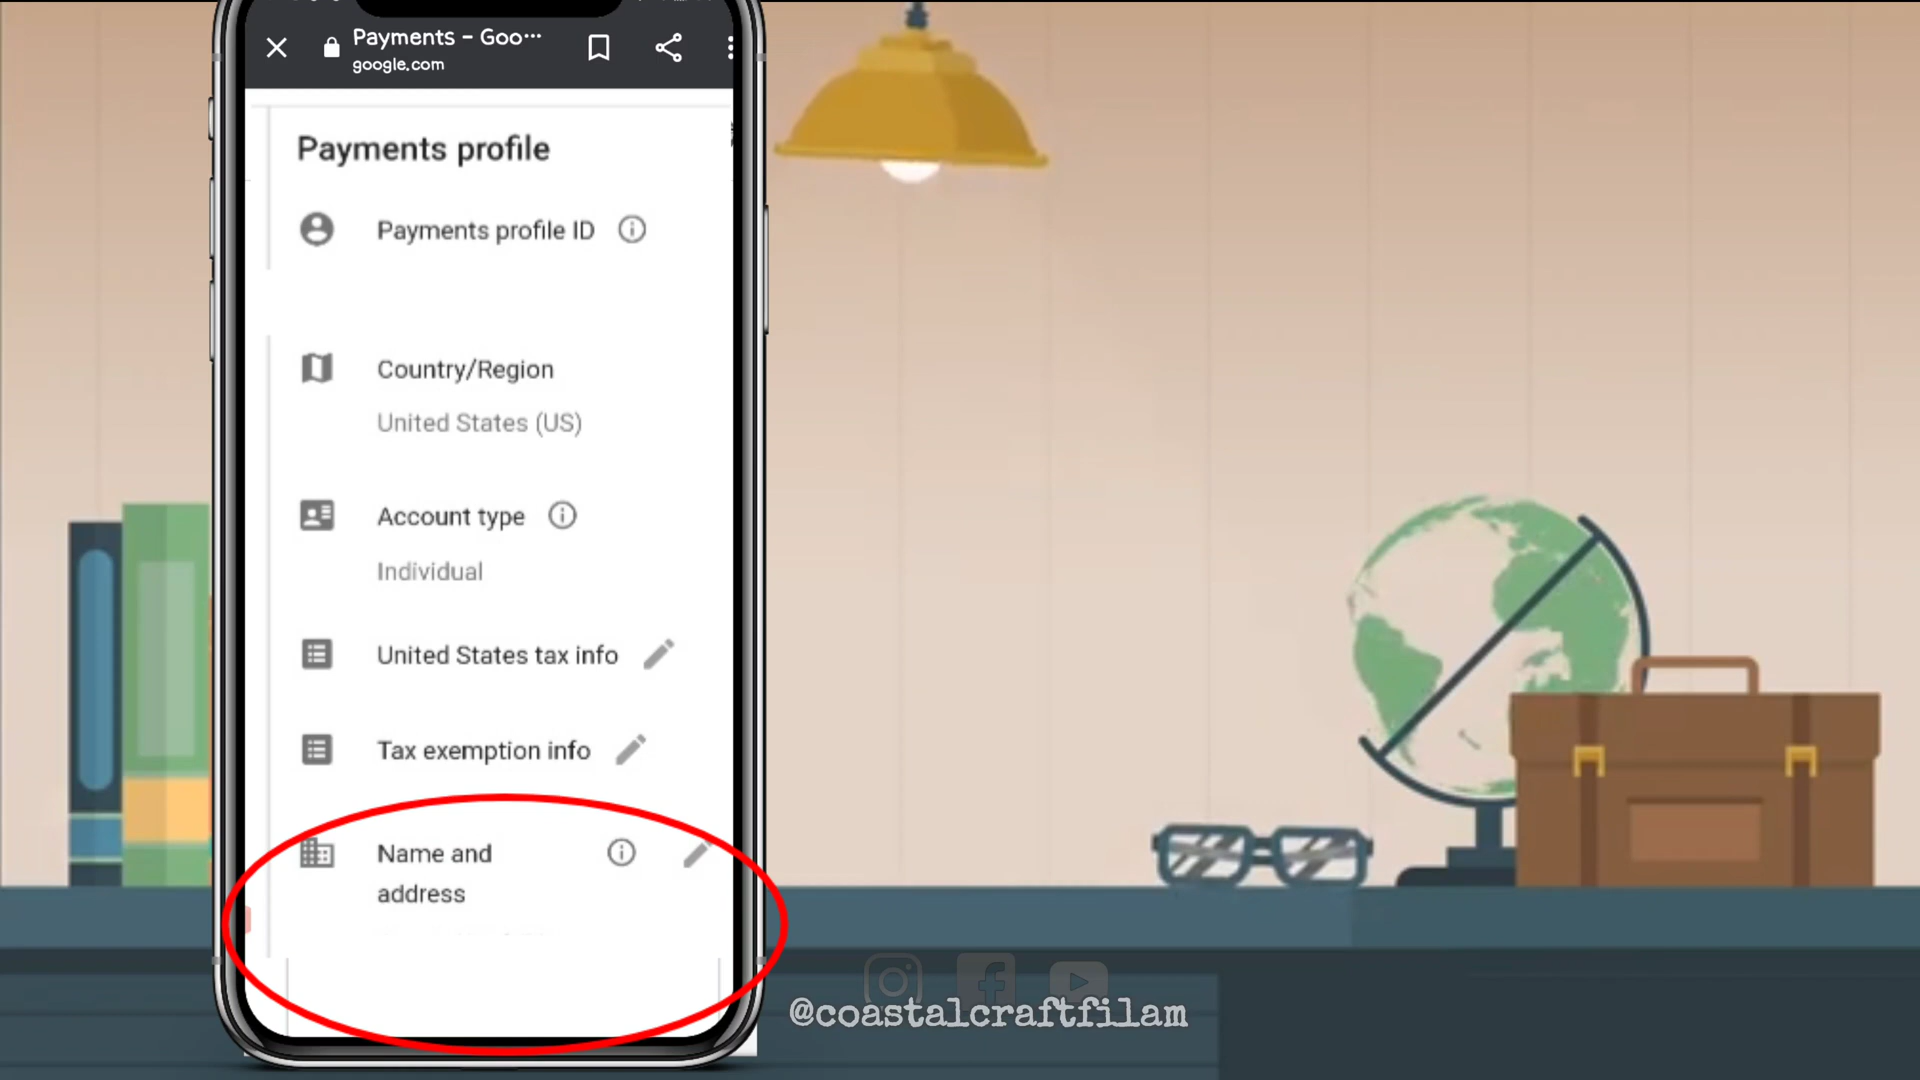 Payments – Goo…
google.com
Payments profile
Payments profile ID
Country/Region
United States (US)
Account type
Individual
United States tax info
Tax exemption info
Name and
address
@coastalcraftfilam